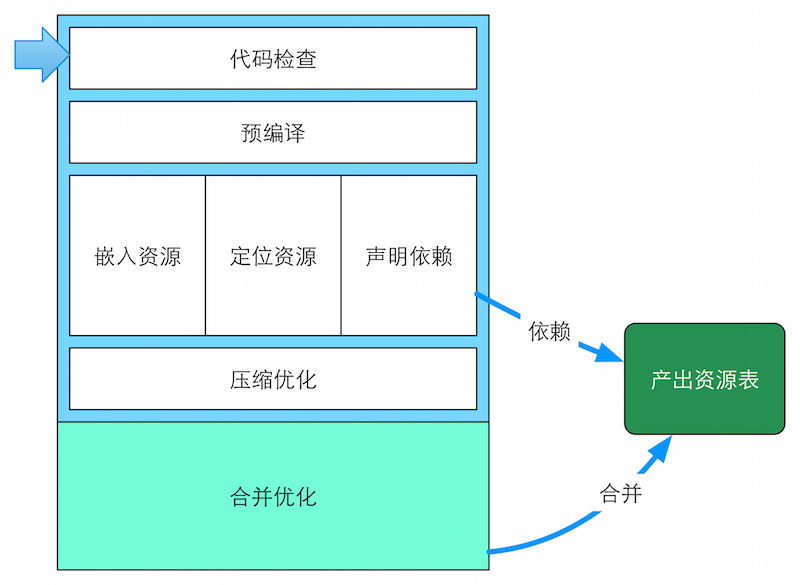 代码检查
预编译
嵌入资源
定位资源
声明依赖
依赖
产出资源表
压缩优化
合并优化
合并